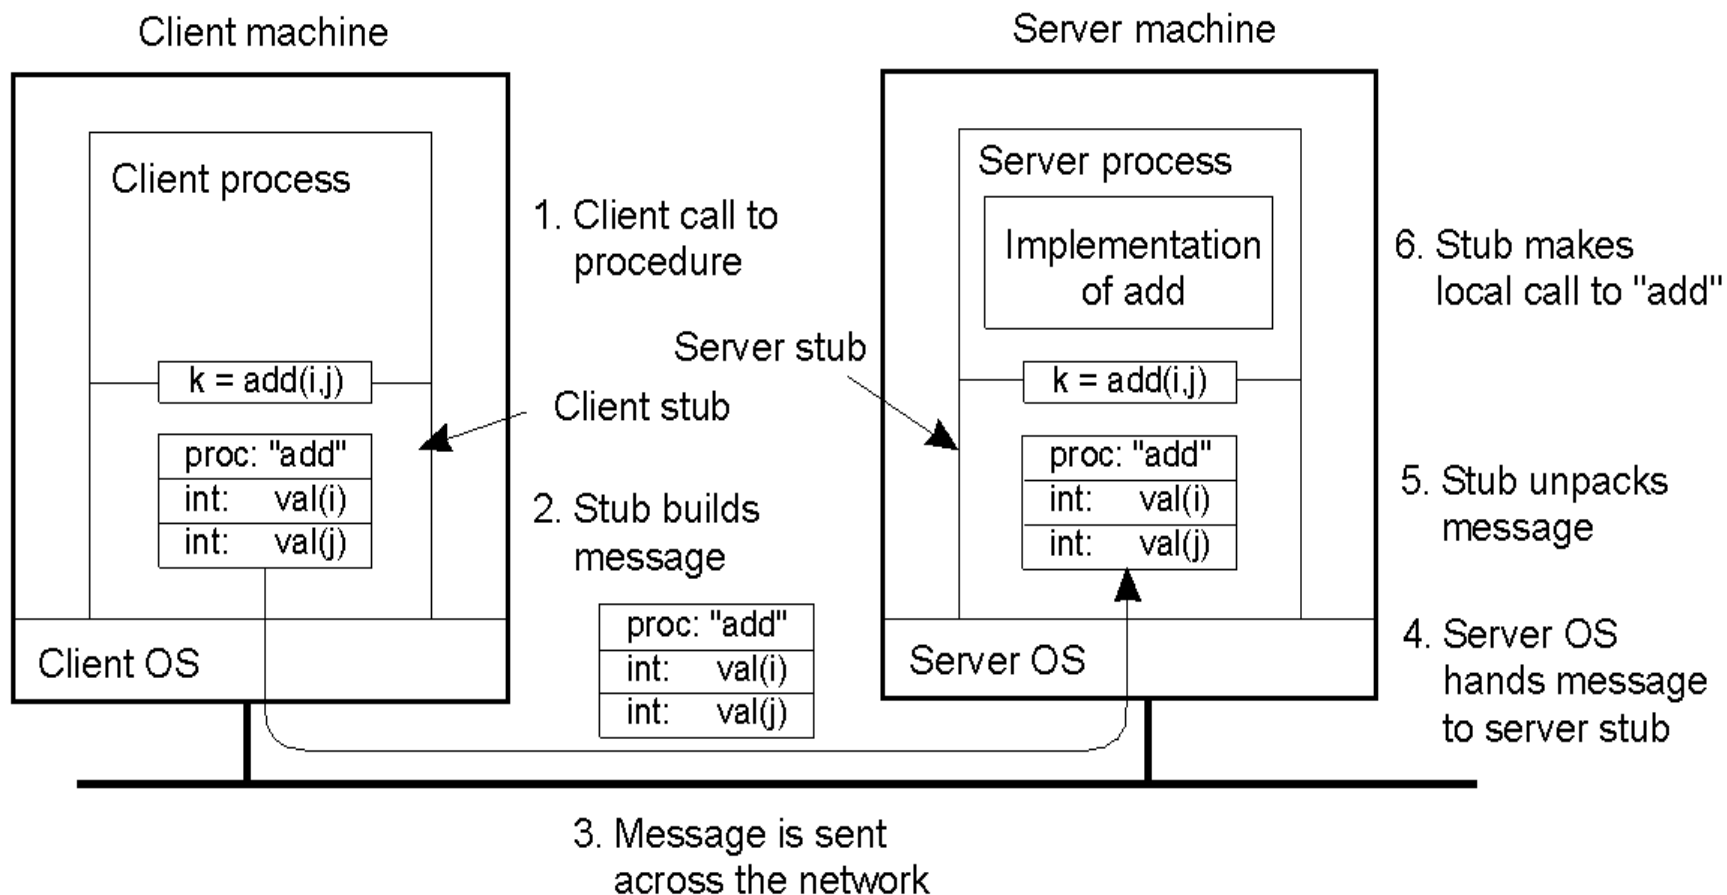 Client machine
Server machine
Client process
1. Client call to
procedure
k = add(i,j)
Client stub
proc: "add"
int: val(i)
int: val(j)
2. Stub builds
message
proc: "add"
int: val(i)
int: val(j)
Client OS
3. Message is sent
across the network
Server process
Implementation
of add
6. Stub makes
local call to "add"
Server stub
k = add(i,j)
proc: "add"
int: val(i)
int: val(j)
5. Stub unpacks
message
Server OS
4. Server OS
hands message
to server stub